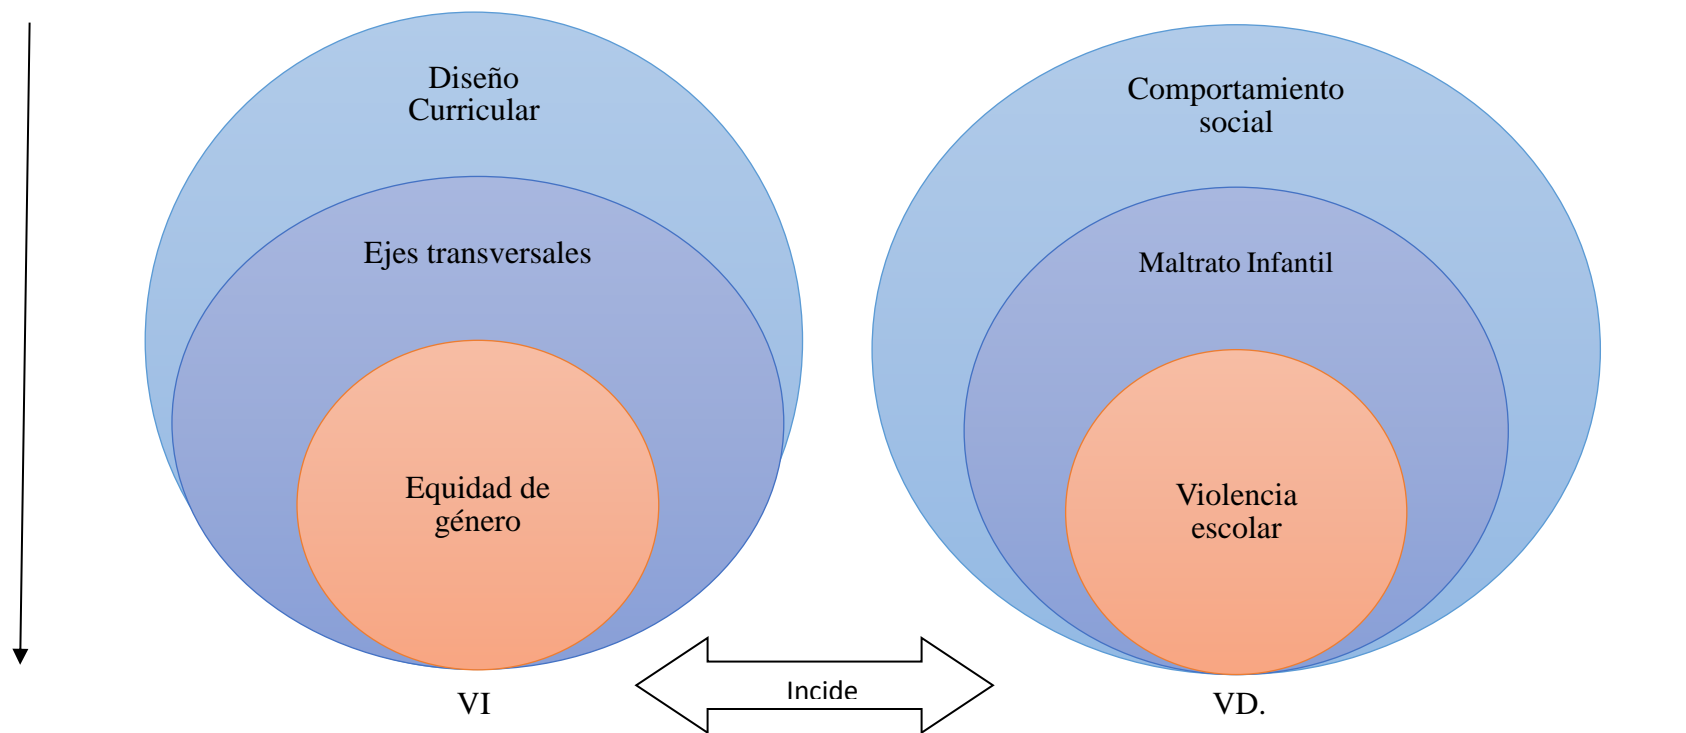 Diseño
Curricular
Ejes transversales
Equidad de
género
VI
Comportamiento
social
Maltrato Infantil
Violencia
escolar
VD.
Incide